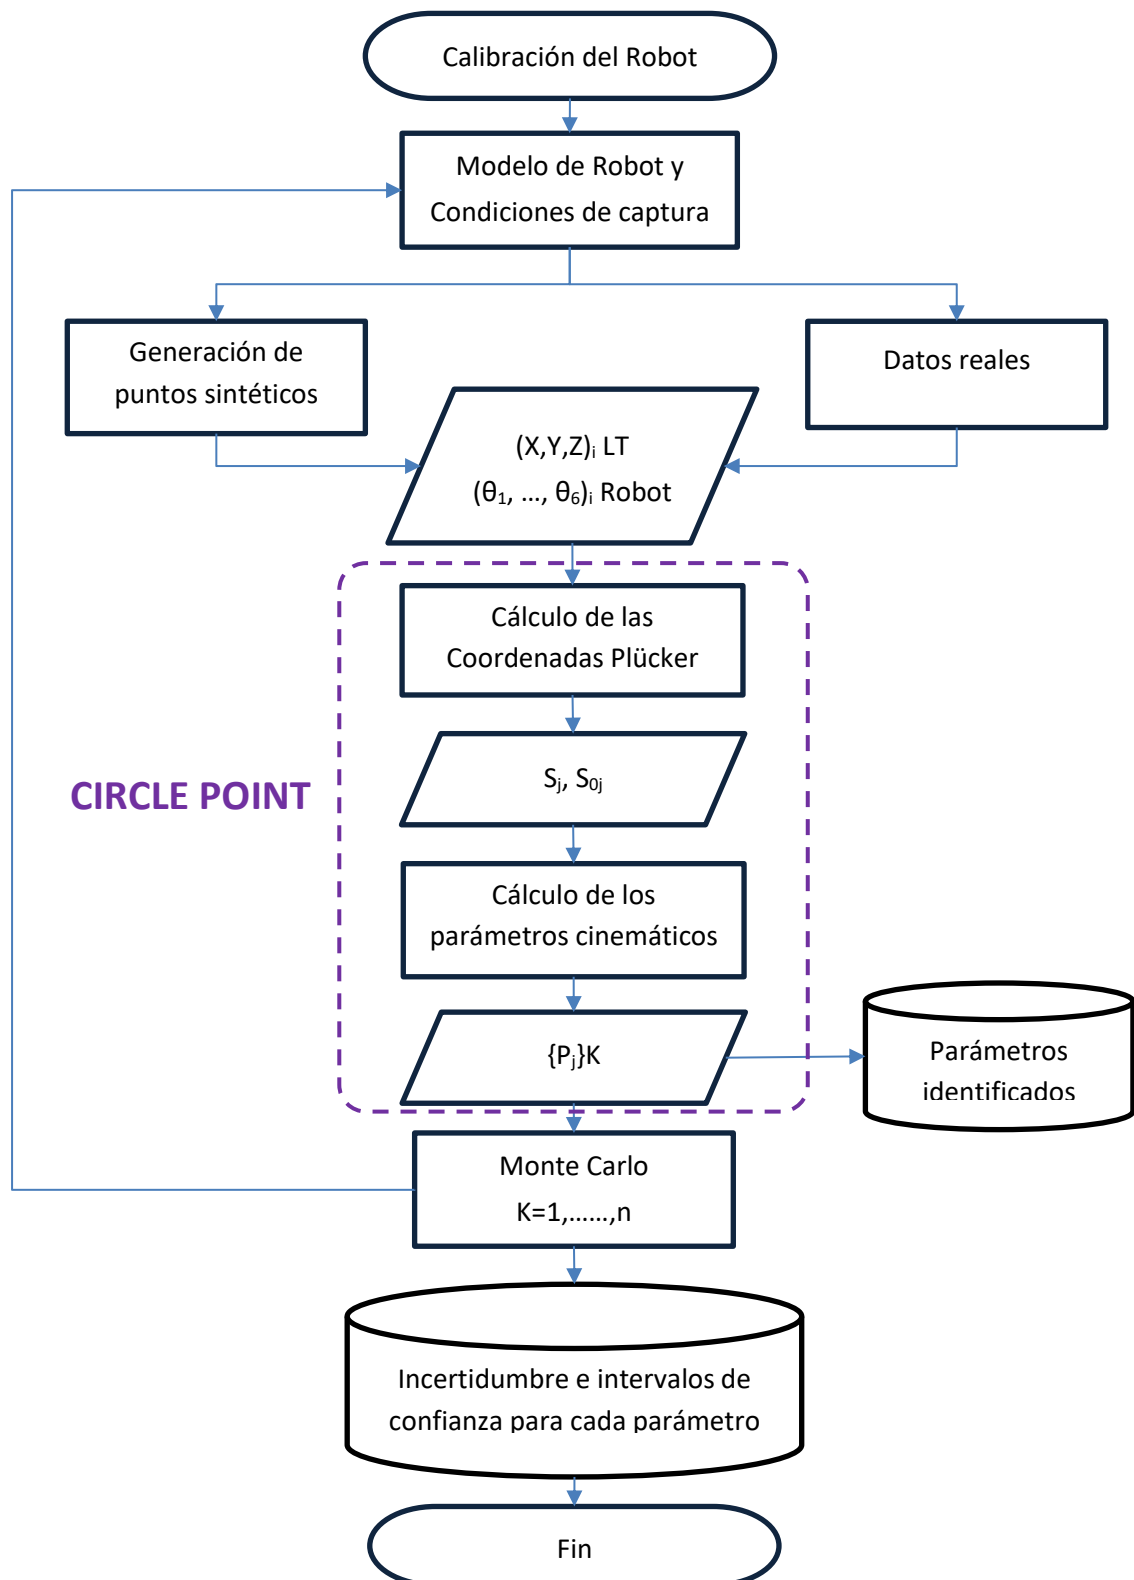 Calibración del Robot
Modelo de Robot y
Condiciones de captura
Generación de
puntos sintéticos
Datos reales
(X,Y,Z)ᵢ LT
(θ₁, …, θ₆)ᵢ Robot
Cálculo de las
Coordenadas Plücker
Sⱼ, S₀ⱼ
CIRCLE POINT
Cálculo de los
parámetros cinemáticos
{Pⱼ}K
Parámetros
identificados
Monte Carlo
K=1,……,n
Incertidumbre e intervalos de
confianza para cada parámetro
Fin